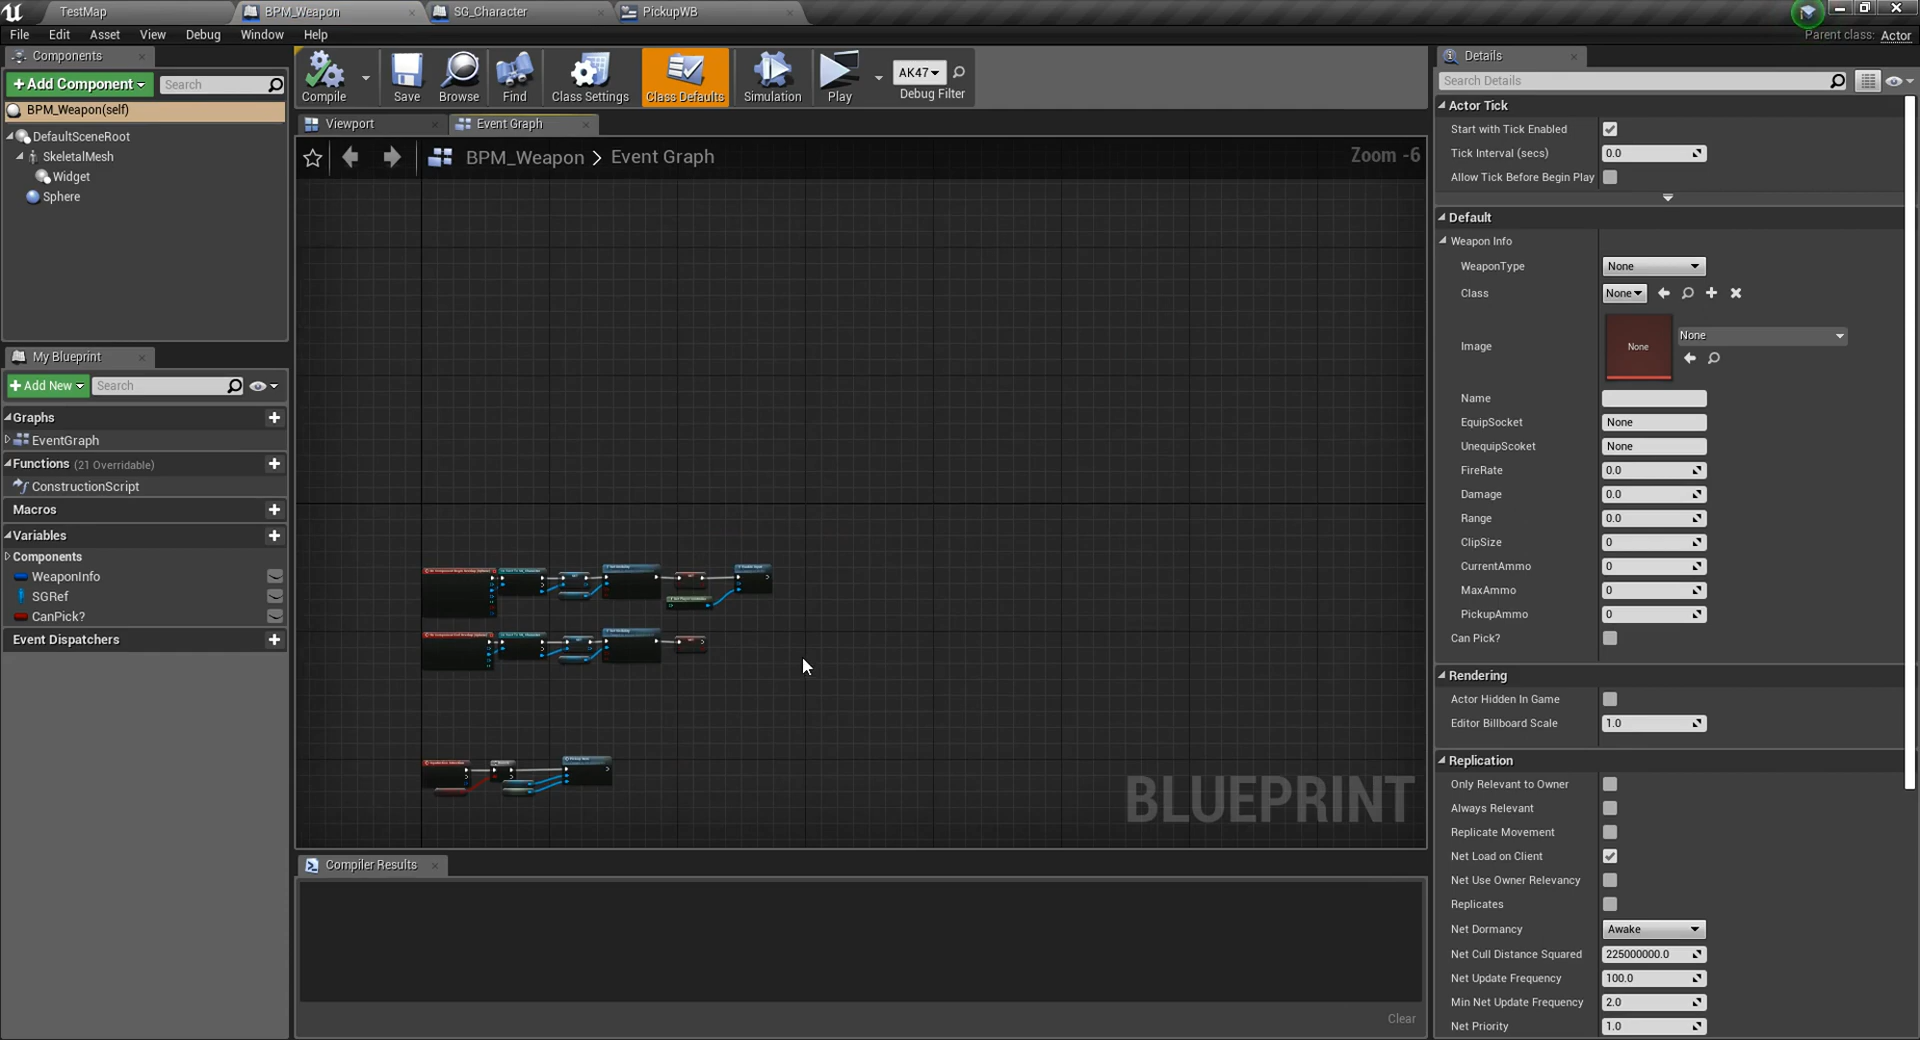 TestMap
BPM_Weapon
SG_Character
PickupWB
File
Edit
Asset
View
Debug
Window
Help
Parent class: Actor
Components
+Add Component
Search
BPM_Weapon(self)
DefaultSceneRoot
SkeletalMesh
Widget
Sphere
My Blueprint
+Add New
Search
Graphs
EventGraph
Functions (21 Overridable)
ConstructionScript
Macros
Variables
Components
WeaponInfo
SGRef
CanPick?
Event Dispatchers
Compile
Save
Browse
Find
Class Settings
Class Defaults
Simulation
Play
AK47
Debug Filter
Viewport
Event Graph
BPM_Weapon > Event Graph
Zoom -6
BLUEPRINT
Compiler Results
Clear
Details
Search Details
Actor Tick
Start with Tick Enabled
Tick Interval (secs) 0.0
Allow Tick Before Begin Play
Default
Weapon Info
WeaponType None
Class None
Image None None
Name
EquipSocket None
UnequipScoket None
FireRate 0.0
Damage 0.0
Range 0.0
ClipSize 0
CurrentAmmo 0
MaxAmmo 0
PickupAmmo 0
Can Pick?
Rendering
Actor Hidden In Game
Editor Billboard Scale 1.0
Replication
Only Relevant to Owner
Always Relevant
Replicate Movement
Net Load on Client
Net Use Owner Relevancy
Replicates
Net Dormancy Awake
Net Cull Distance Squared 225000000.0
Net Update Frequency 100.0
Min Net Update Frequency 2.0
Net Priority 1.0